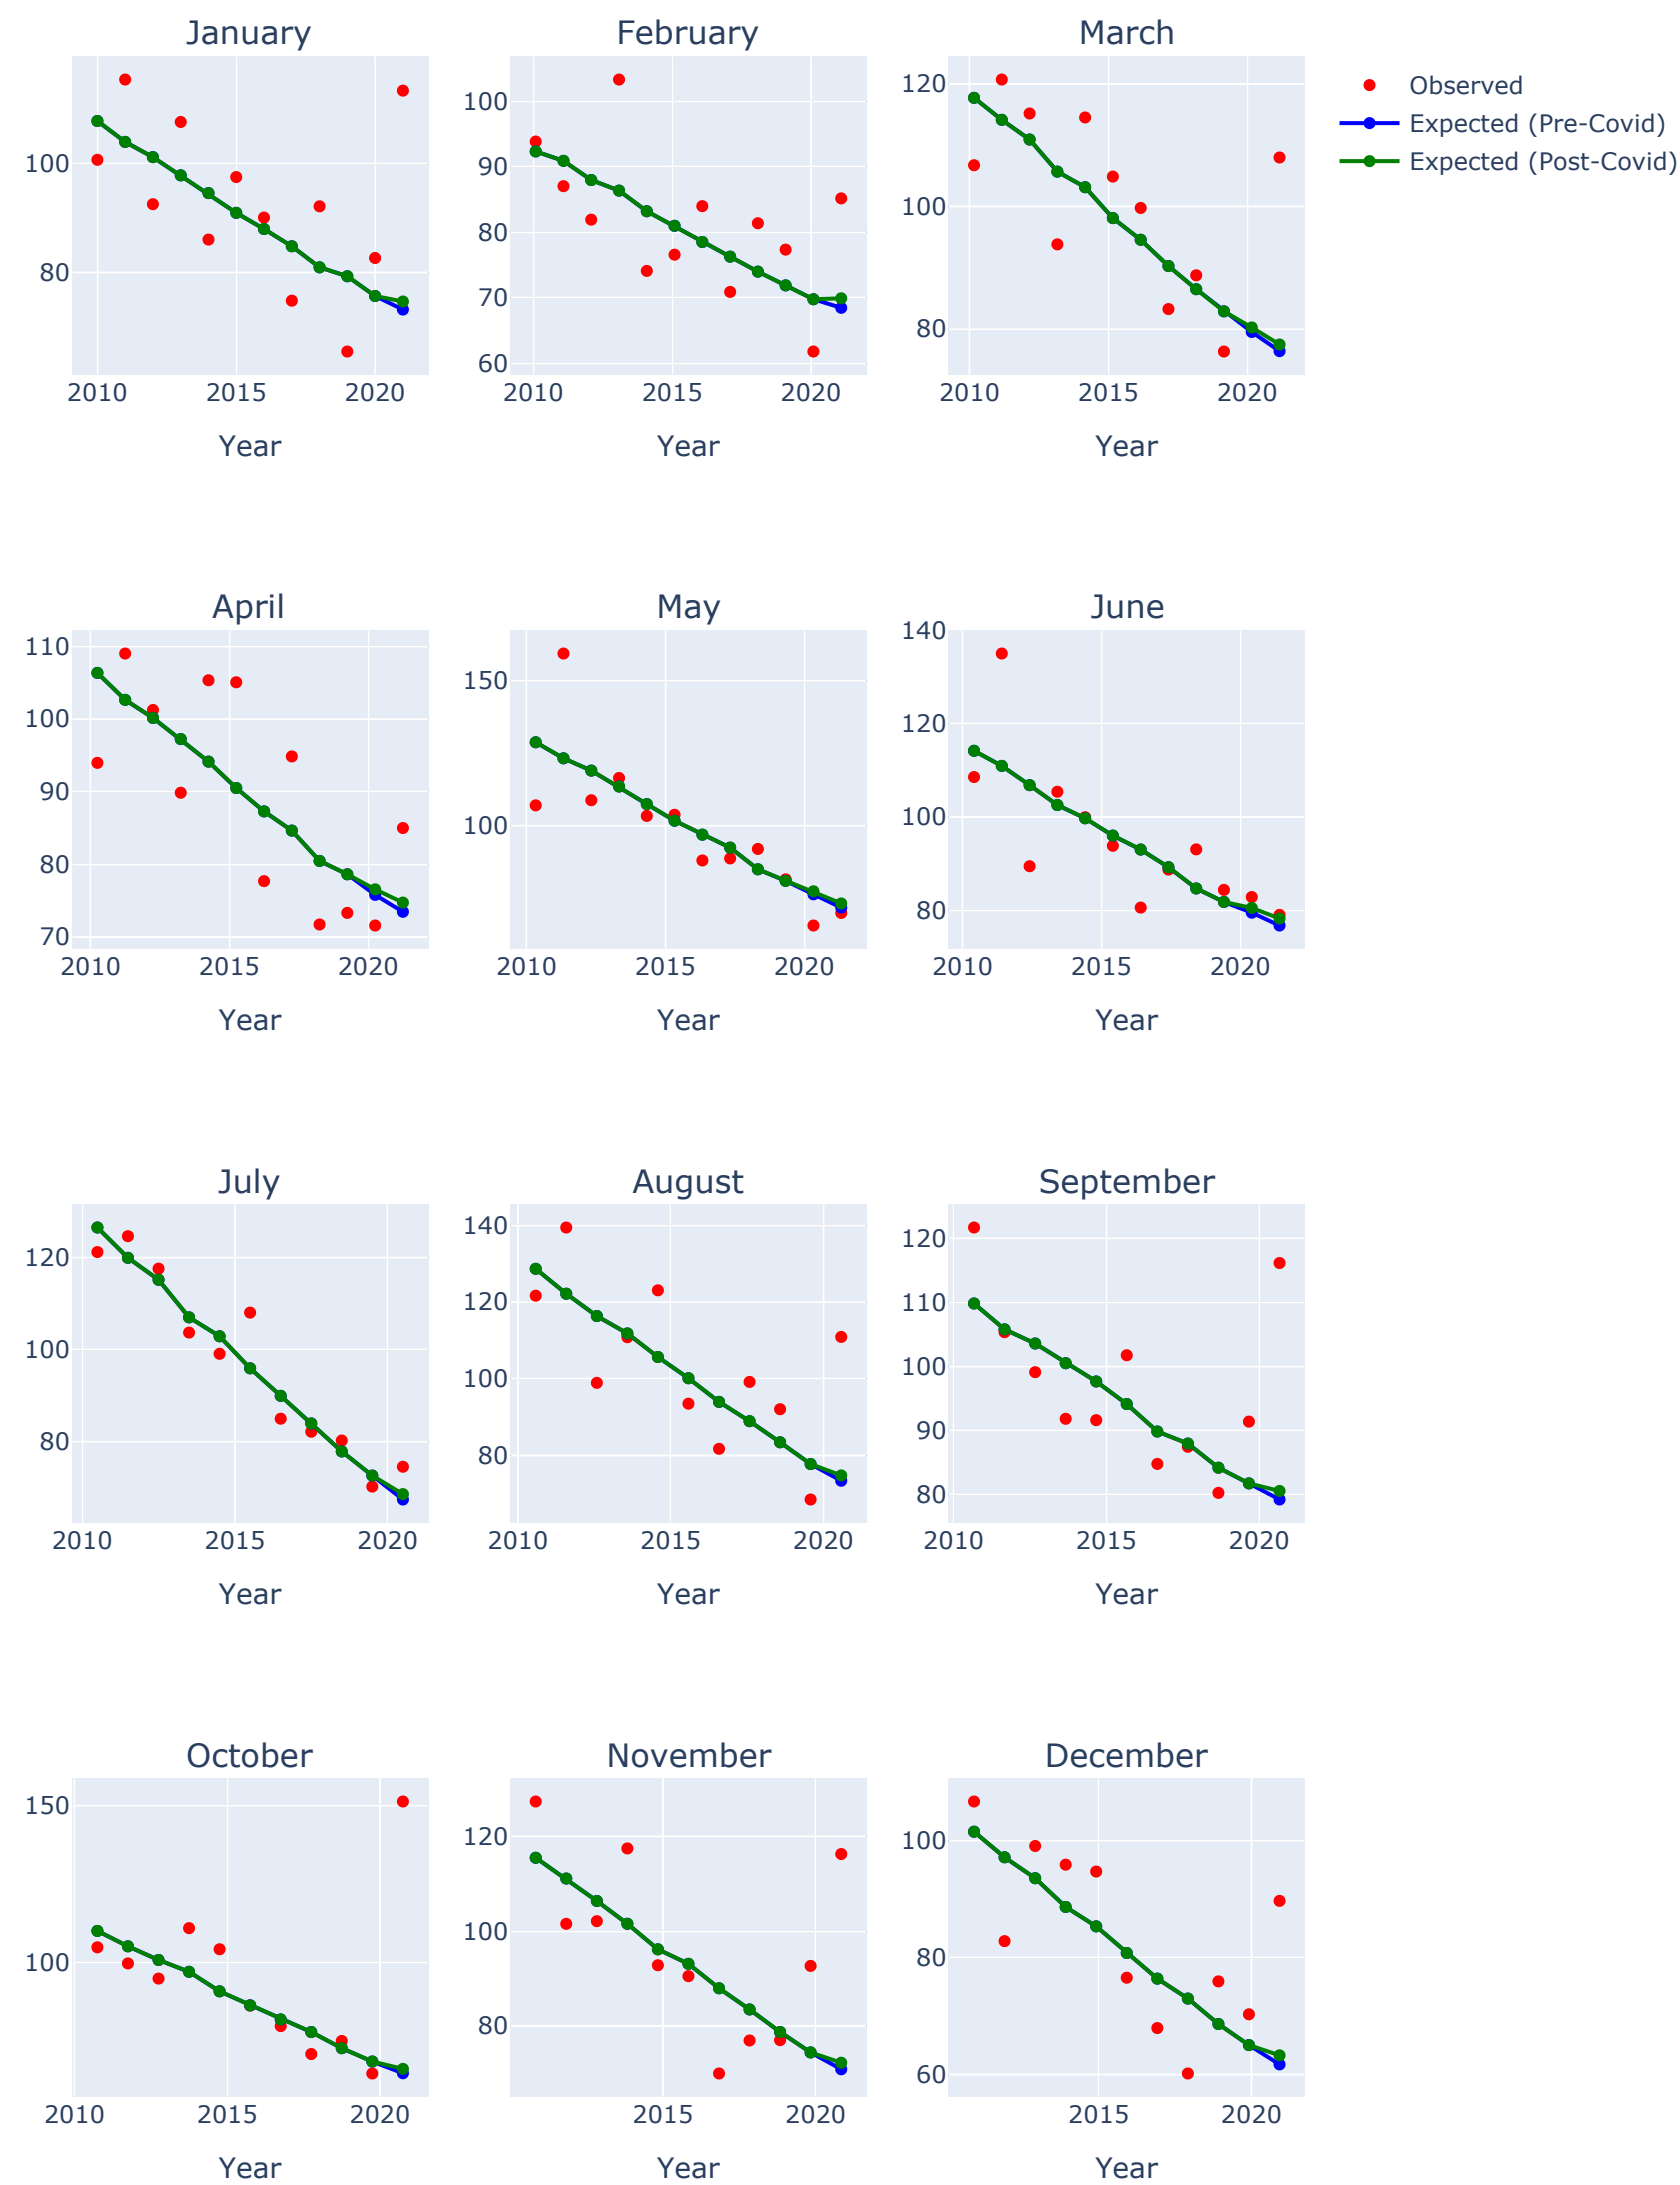 January
February
March
Observed
Expected (Pre-Covid)
Expected (Post-Covid)
100
80
2010
2015
2020
Year
100
90
80
70
60
2010
2015
2020
Year
120
100
80
2010
2015
2020
Year
April
May
June
110
100
90
80
70
2010
2015
2020
Year
150
100
2010
2015
2020
Year
140
120
100
80
2010
2015
2020
Year
July
August
September
120
100
80
2010
2015
2020
Year
140
120
100
80
2010
2015
2020
Year
120
110
100
90
80
2010
2015
2020
Year
October
November
December
150
100
2010
2015
2020
Year
120
100
80
2015
2020
Year
100
80
60
2015
2020
Year